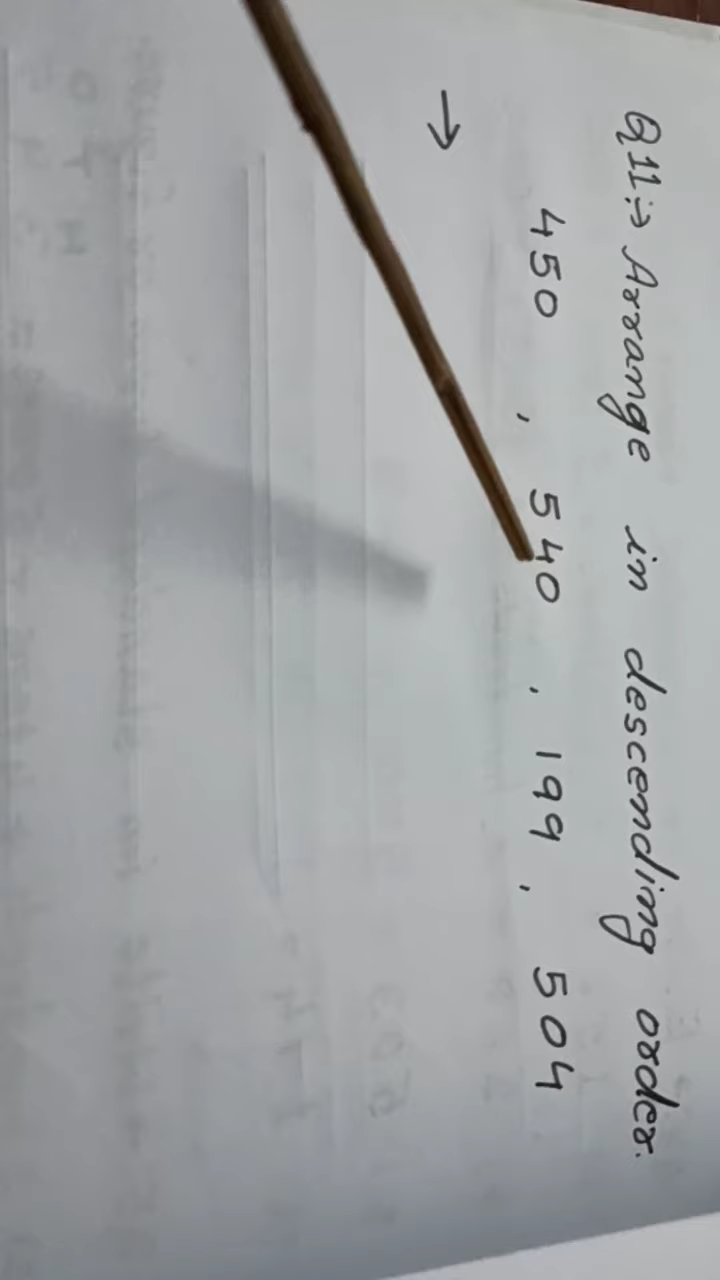 Q11:→ Arrange in descending order.
450 , 540 , 199 , 504
→